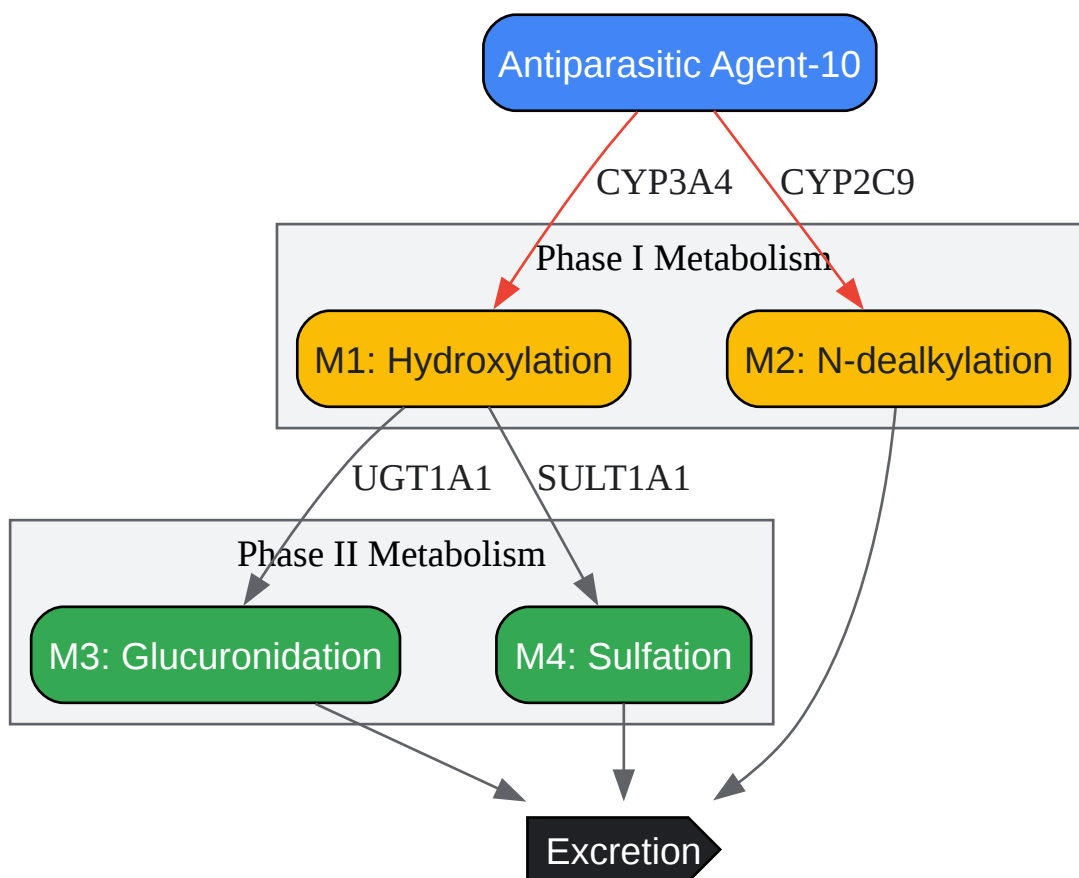 Antiparasitic Agent-10
CYP3A4
CYP2C9
Phase I Metabolism
M1: Hydroxylation
M2: N-dealkylation
UGT1A1
SULT1A1
Phase II Metabolism
M3: Glucuronidation
M4: Sulfation
Excretion